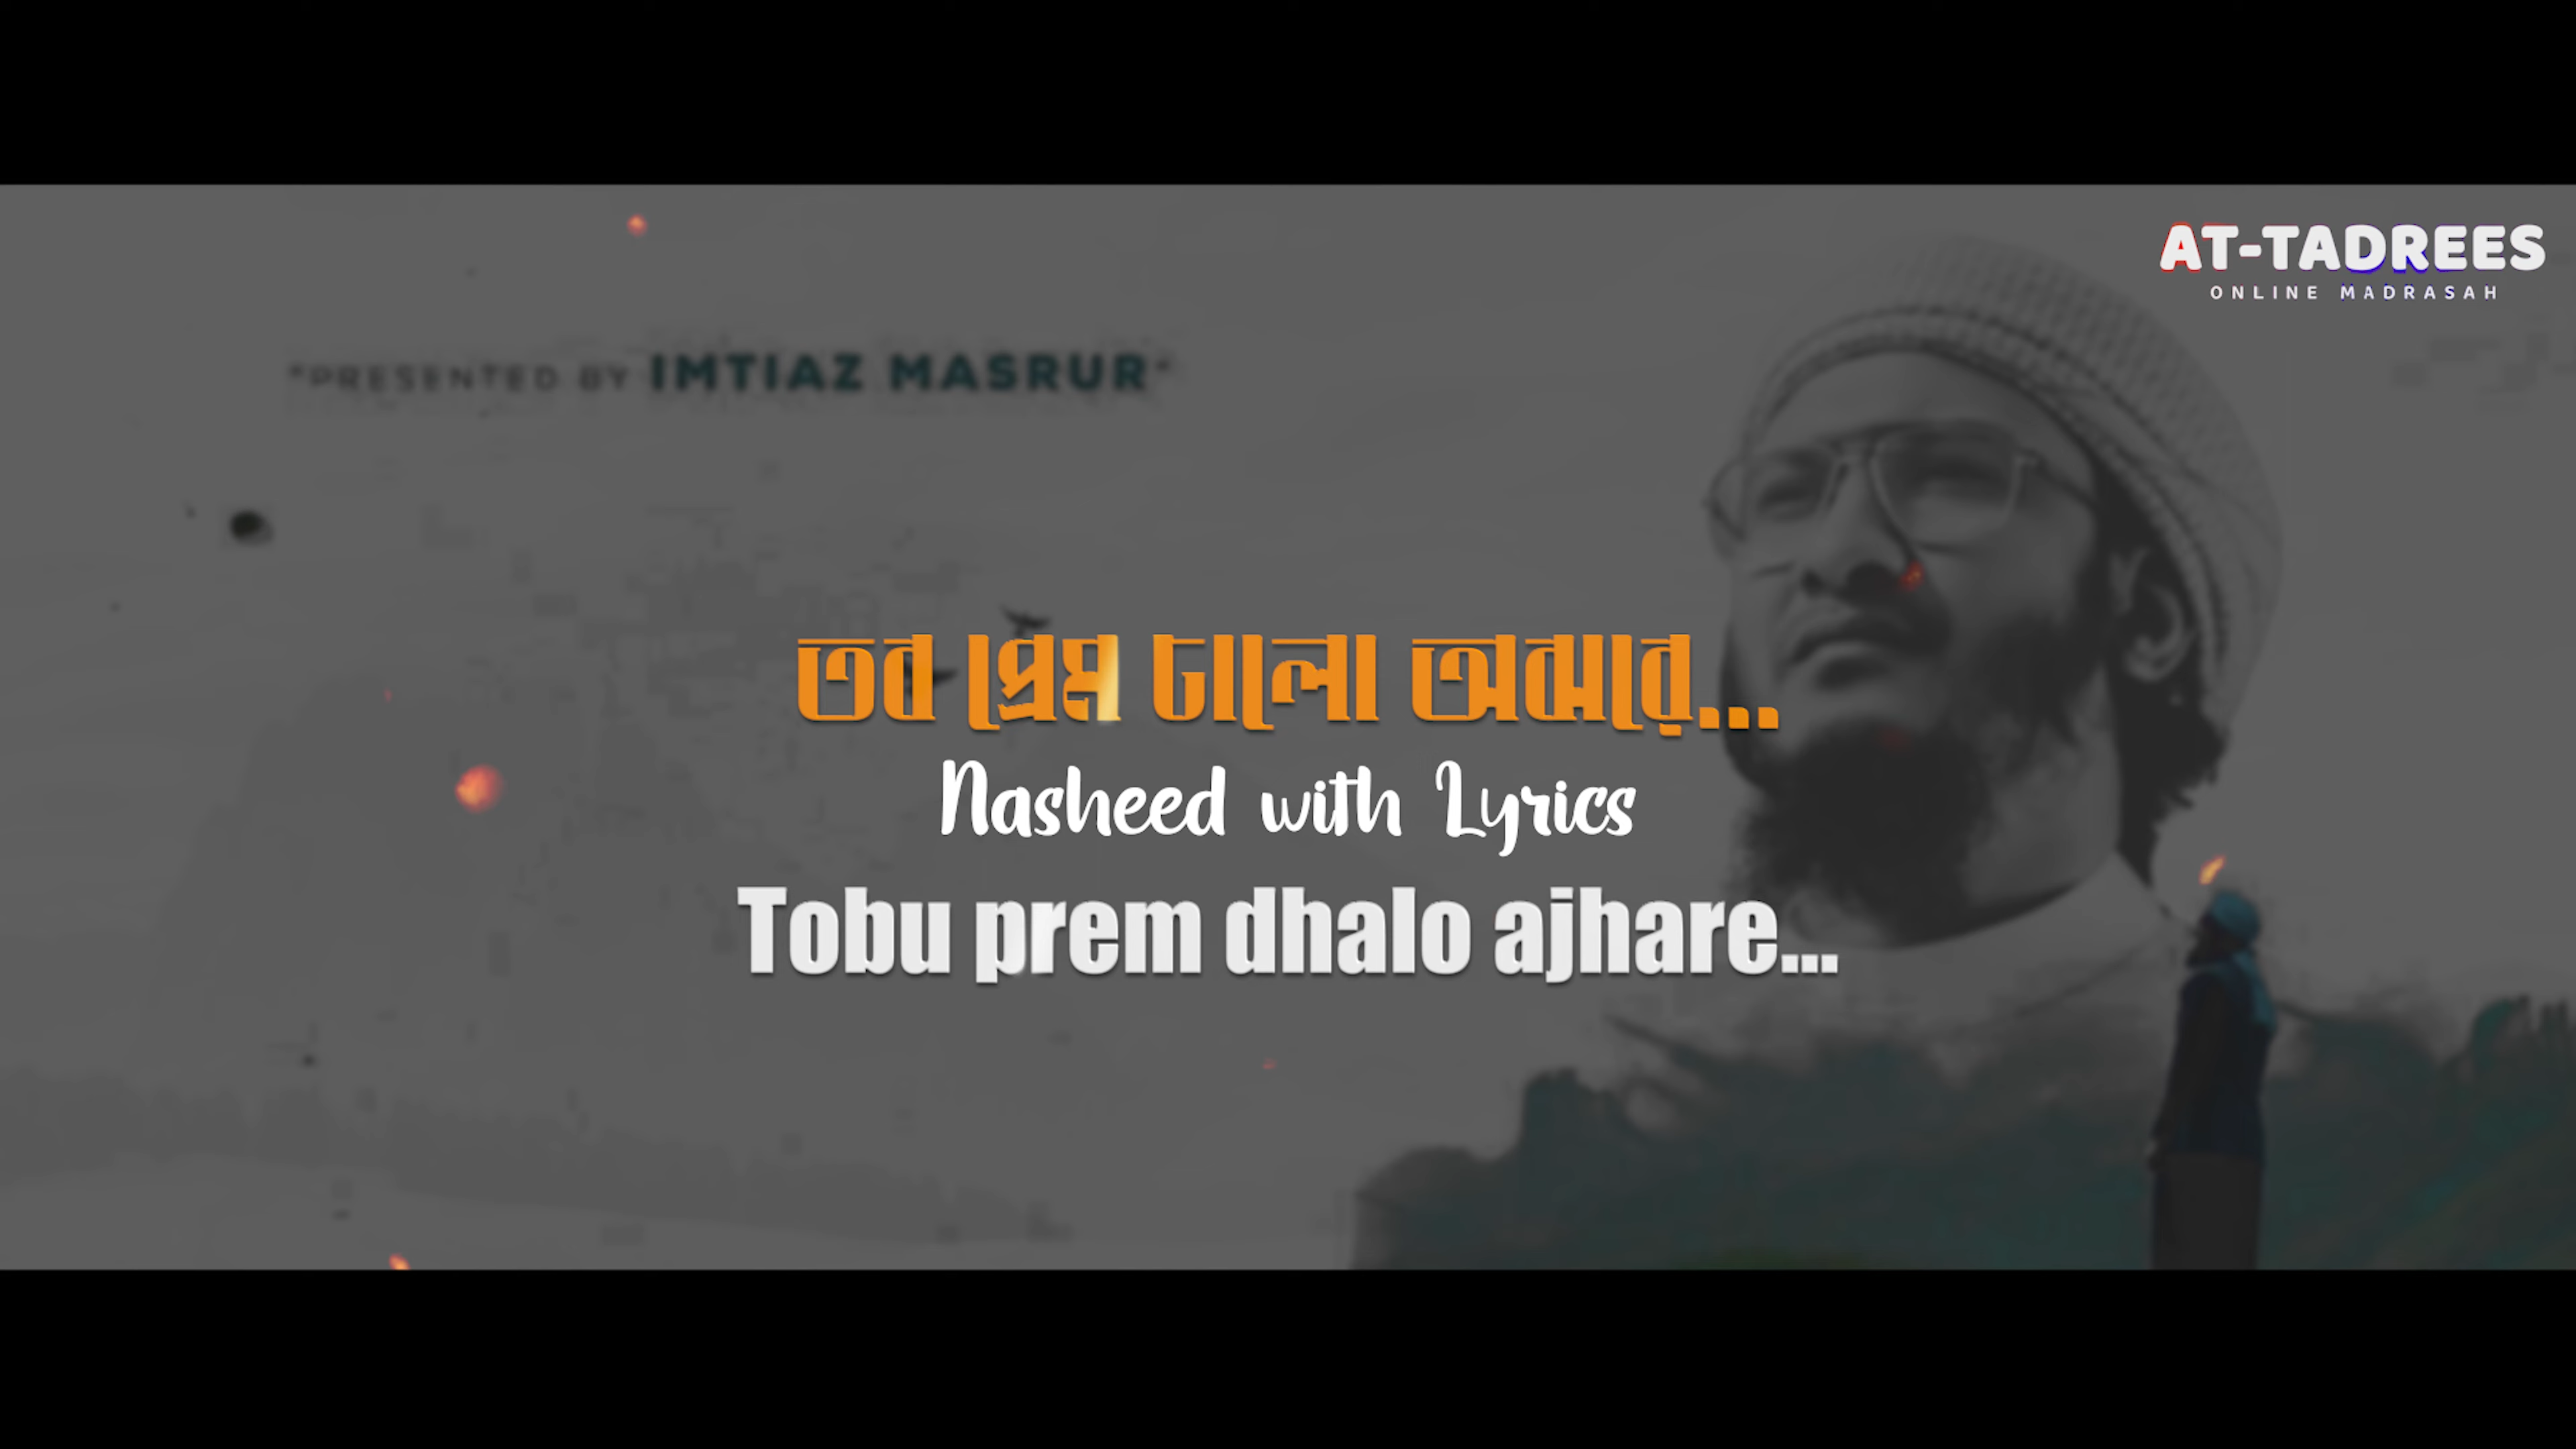 AT-TADREES
ONLINE MADRASAH
"PRESENTED BY IMTIAZ MASRUR"
তব প্রেম ঢালো অঝরে...
Nasheed with Lyrics
Tobu prem dhalo ajhare...